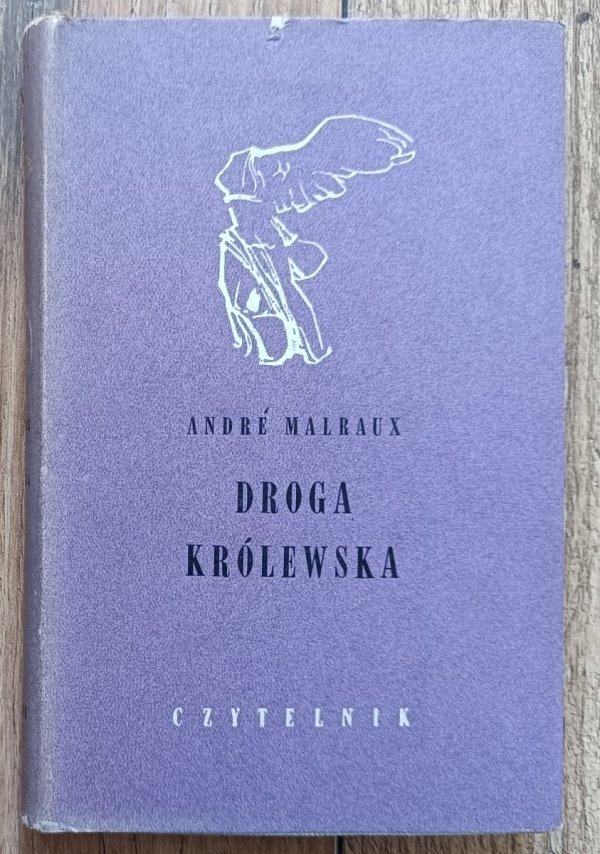 ANDRÉ MALRAUX
DROGA
KRÓLEWSKA
CZYTELNIK